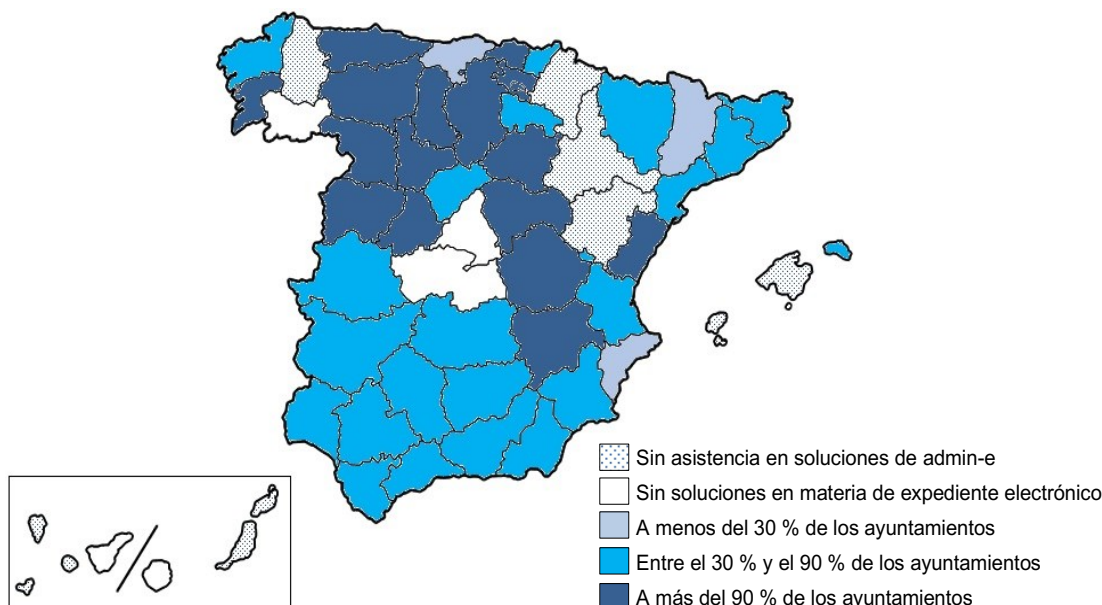 Sin asistencia en soluciones de admin-e
Sin soluciones en materia de expediente electrónico
A menos del 30 % de los ayuntamientos
Entre el 30 % y el 90 % de los ayuntamientos
A más del 90 % de los ayuntamientos